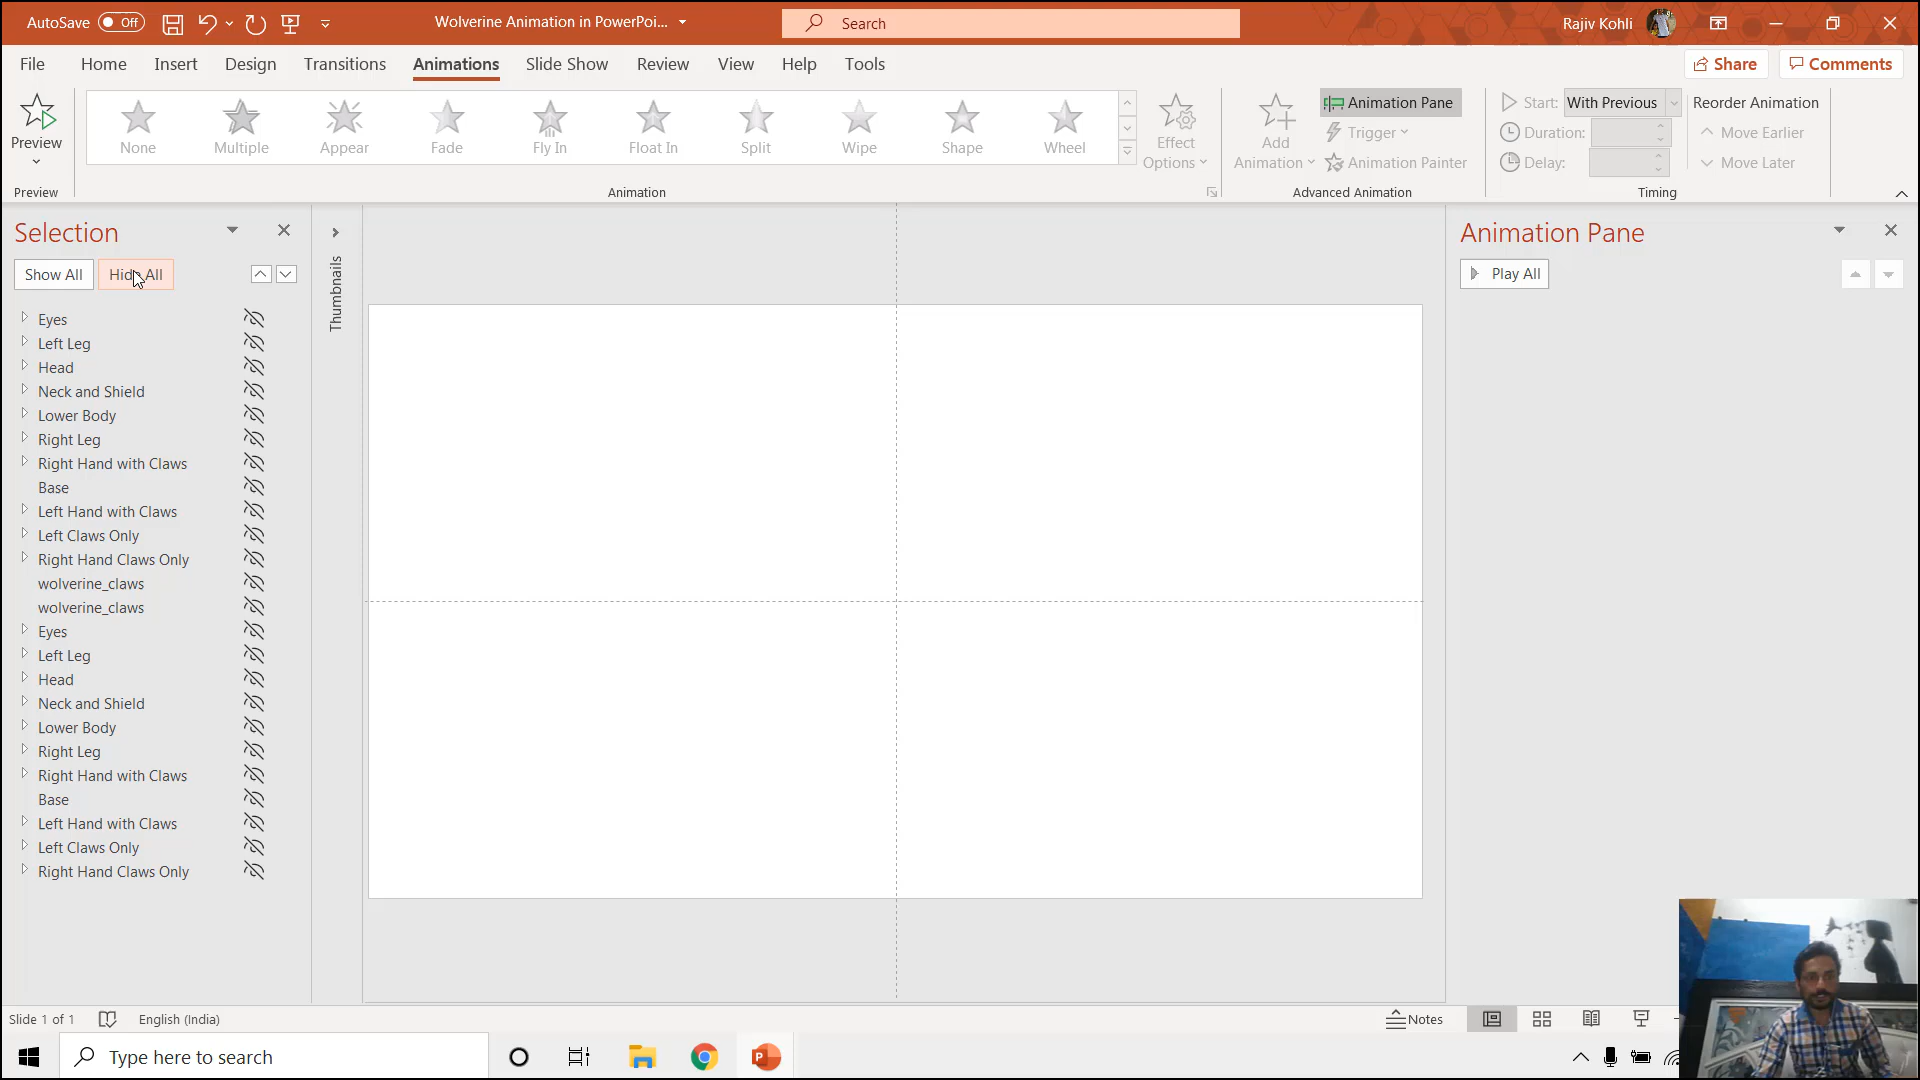 AutoSave Off
Wolverine Animation in PowerPoi...
Search
Rajiv Kohli
File Home Insert Design Transitions Animations Slide Show Review View Help Tools
Share Comments
Preview
Preview
None Multiple Appear Fade Fly In Float In Split Wipe Shape Wheel
Animation
Effect
Options
Add
Animation
Animation Pane
Trigger
Animation Painter
Advanced Animation
Start: With Previous
Duration:
Delay:
Timing
Reorder Animation
Move Earlier
Move Later
Selection
Show All Hide All
Eyes
Left Leg
Head
Neck and Shield
Lower Body
Right Leg
Right Hand with Claws
Base
Left Hand with Claws
Left Claws Only
Right Hand Claws Only
wolverine_claws
wolverine_claws
Eyes
Left Leg
Head
Neck and Shield
Lower Body
Right Leg
Right Hand with Claws
Base
Left Hand with Claws
Left Claws Only
Right Hand Claws Only
Thumbnails
Animation Pane
Play All
Slide 1 of 1
English (India)
Notes
Type here to search